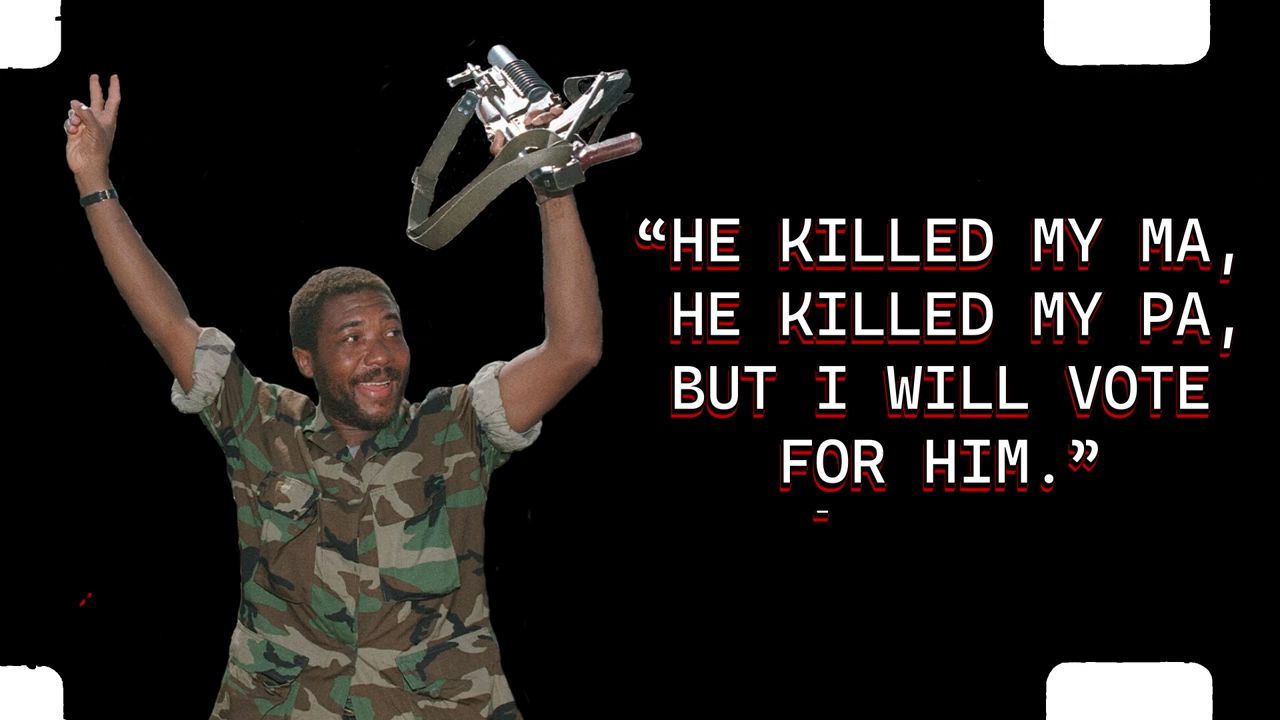 “HE KILLED MY MA,
HE KILLED MY PA,
BUT I WILL VOTE
FOR HIM.”